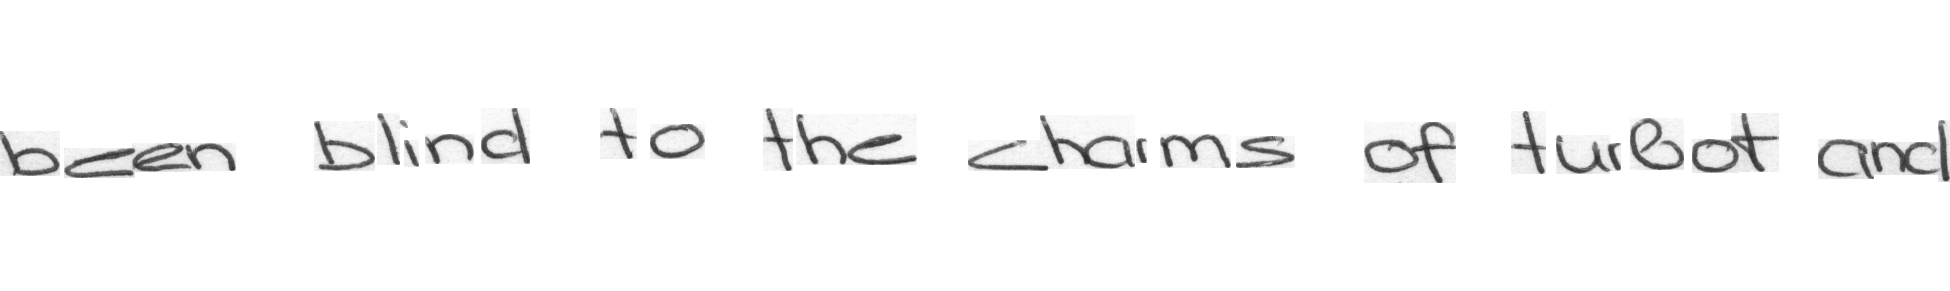 been blind to the charms of turbot and